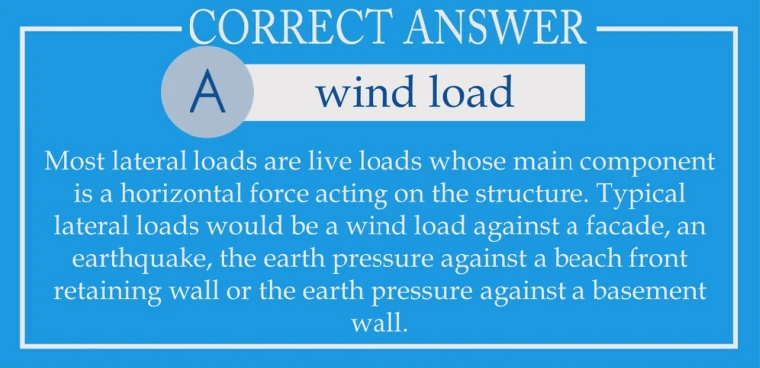 CORRECT ANSWER
A
wind load
Most lateral loads are live loads whose main component
is a horizontal force acting on the structure. Typical
lateral loads would be a wind load against a facade, an
earthquake, the earth pressure against a beach front
retaining wall or the earth pressure against a basement
wall.